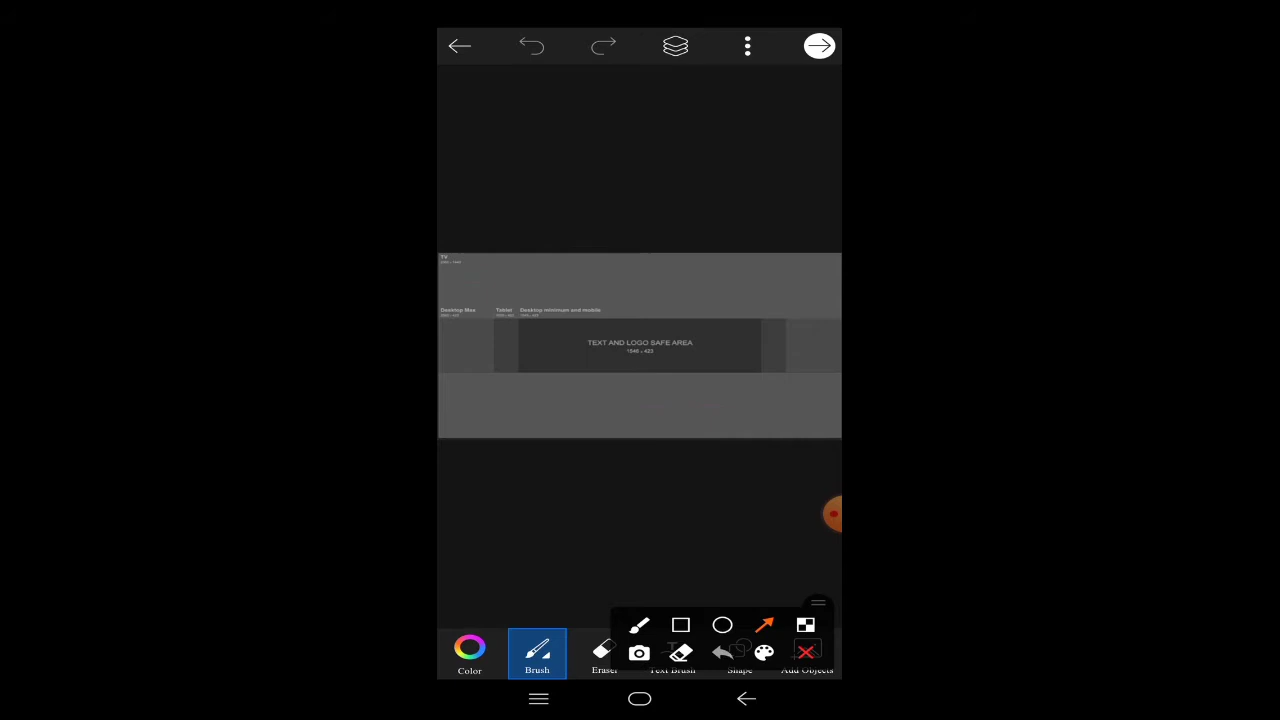 TV
Desktop Max Tablet Desktop minimum and mobile
TEXT AND LOGO SAFE AREA
1546 x 423
Color Brush Eraser Text Brush Shape Add Objects